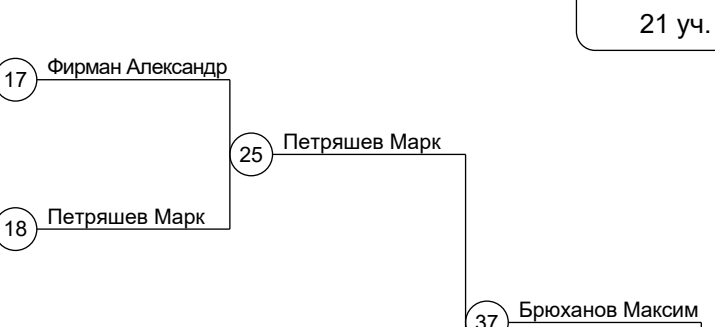 21 уч.
17 Фирман Александр
25 Петряшев Марк
18 Петряшев Марк
37 Брюханов Максим